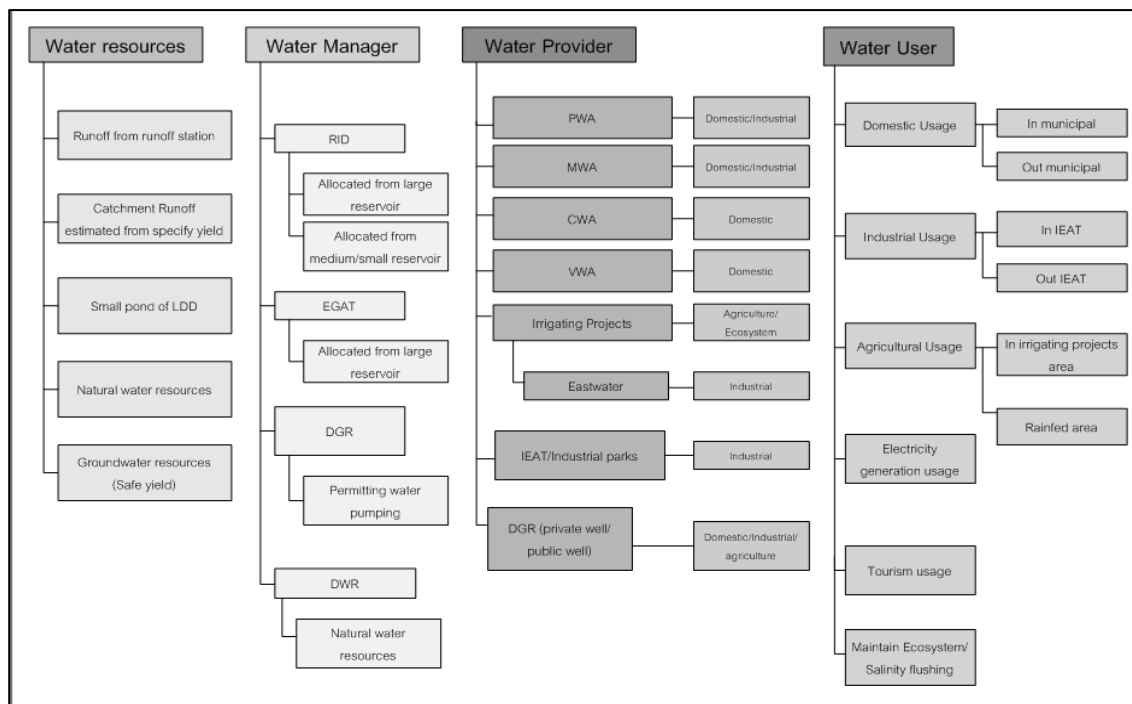 Water resources
Runoff from runoff station
Catchment Runoff
estimated from specify yield
Small pond of LDD
Natural water resources
Groundwater resources
(Safe yield)
Water Manager
RID
Allocated from large
reservoir
Allocated from
medium/small reservoir
EGAT
Allocated from large
reservoir
DGR
Permitting water
pumping
DWR
Natural water
resources
Water Provider
PWA
Domestic/Industrial
MWA
Domestic/Industrial
CWA
Domestic
VWA
Domestic
Irrigating Projects
Agriculture/
Ecosystem
Eastwater
Industrial
IEAT/Industrial parks
Industrial
DGR (private well/
public well)
Domestic/Industrial/
agriculture
Water User
Domestic Usage
In municipal
Out municipal
Industrial Usage
In IEAT
Out IEAT
Agricultural Usage
In irrigating projects
area
Rainfed area
Electricity
generation usage
Tourism usage
Maintain Ecosystem/
Salinity flushing